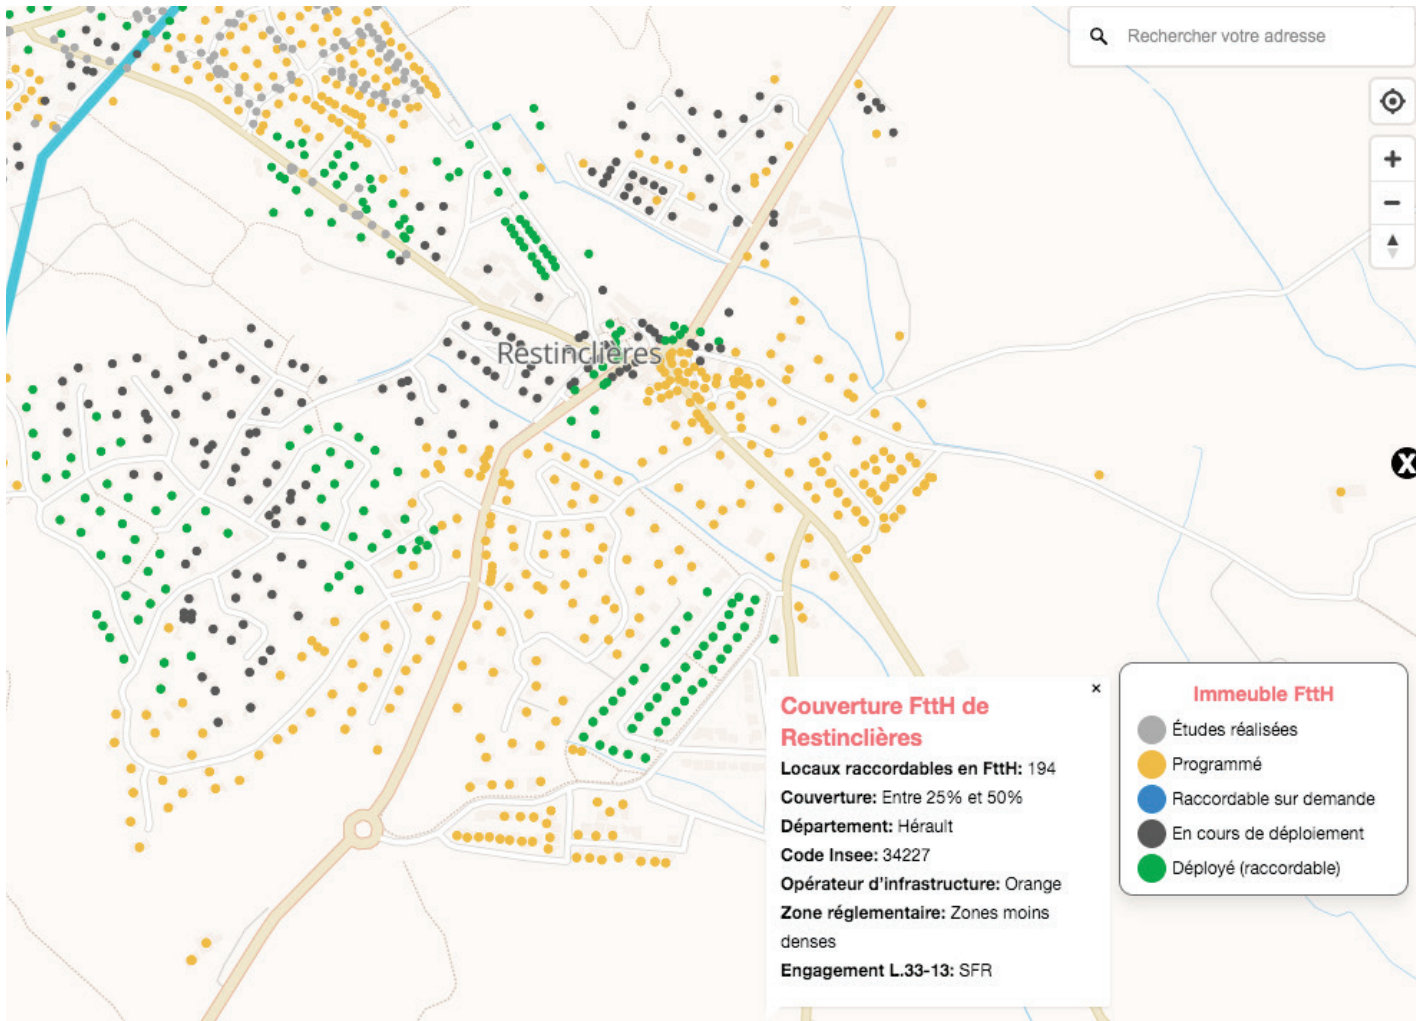 Rechercher votre adresse
+
−
Restinclières
X
×
Couverture FttH de
Restinclières
Locaux raccordables en FttH: 194
Couverture: Entre 25% et 50%
Département: Hérault
Code Insee: 34227
Opérateur d'infrastructure: Orange
Zone réglementaire: Zones moins
denses
Engagement L.33-13: SFR
Immeuble FttH
Études réalisées
Programmé
Raccordable sur demande
En cours de déploiement
Déployé (raccordable)